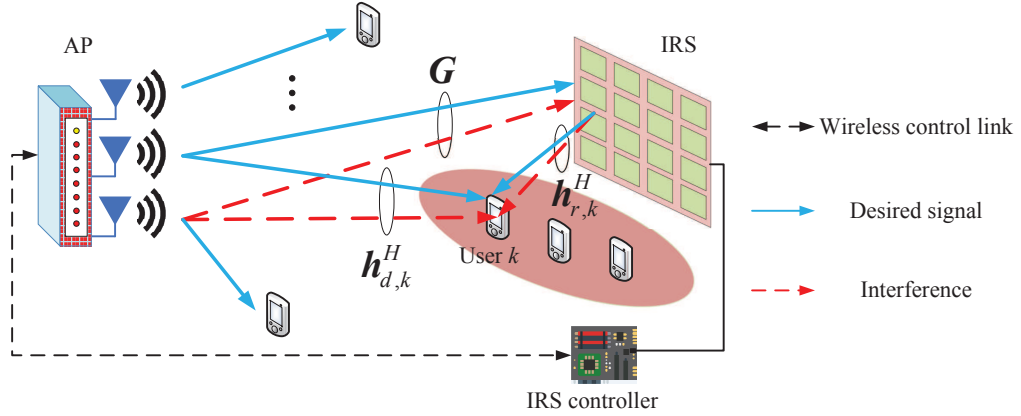 AP
IRS
G
Wireless control link
h_{r,k}^H
Desired signal
User k
h_{d,k}^H
Interference
IRS controller